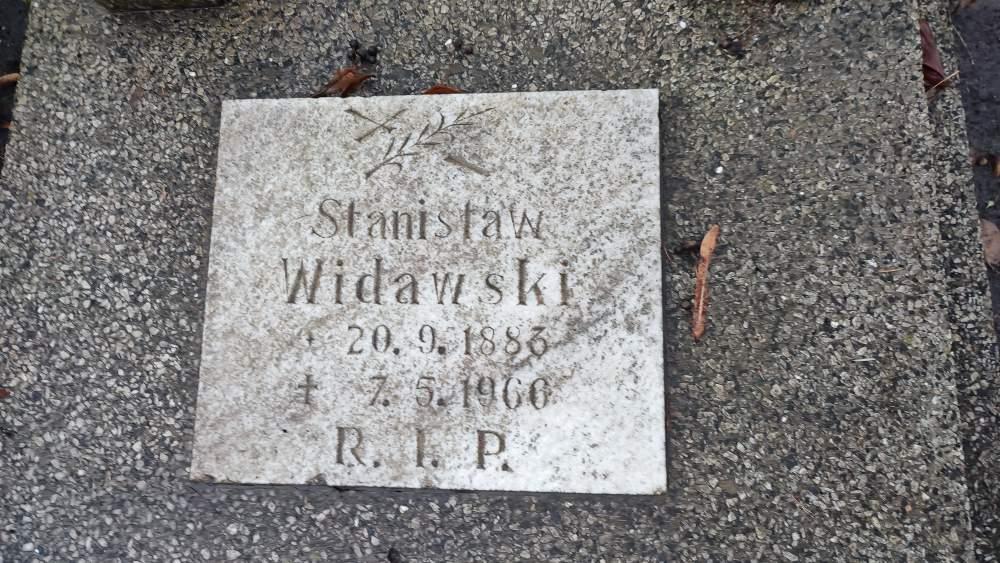 Stanisław
Widawski
* 20. 9. 1883
† 7. 5. 1966
R. I. P.